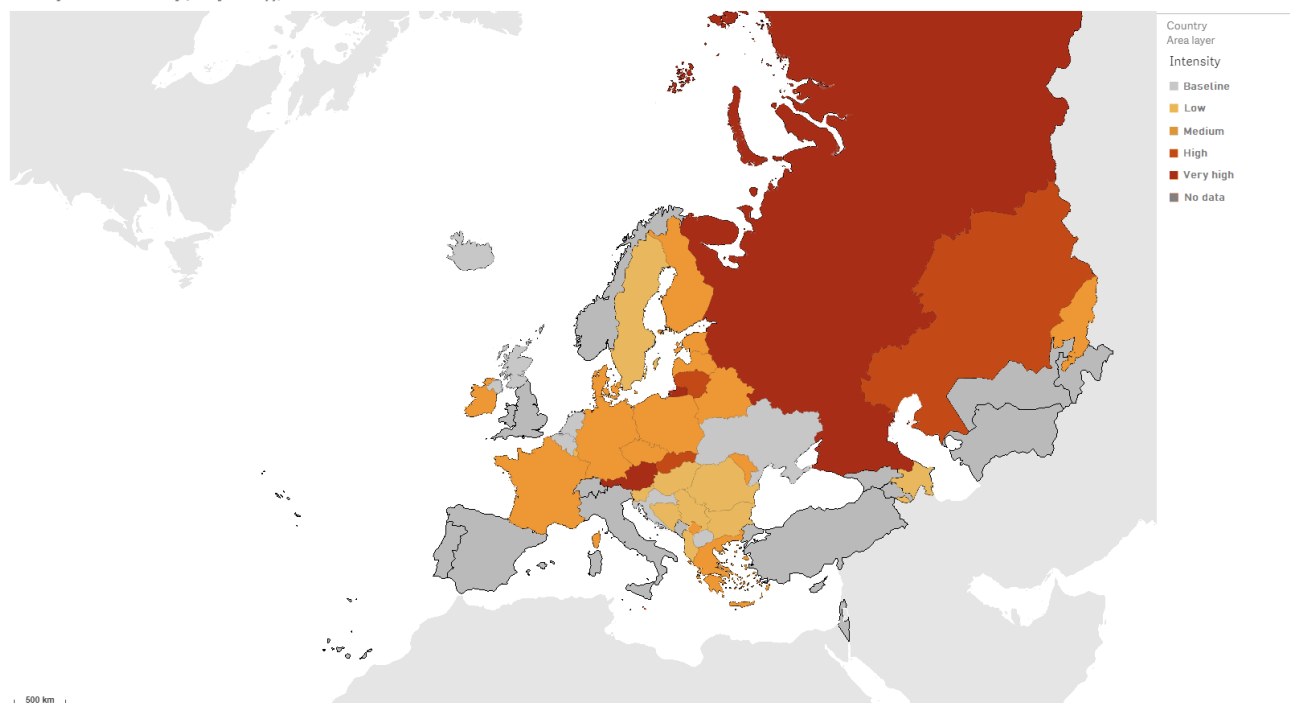 Country
Area layer
Intensity
Baseline
Low
Medium
High
Very high
No data
500 km